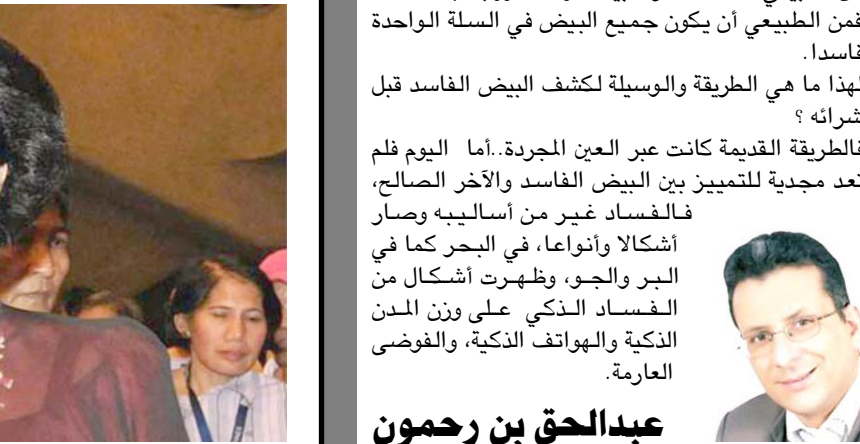 فمن الطبيعي أن يكون جميع البيض في السلة الواحدة
فاسدا.
لهذا ما هي الطريقة والوسيلة لكشف البيض الفاسد قبل
شرائه ؟
فالطريقة القديمة كانت عبر العين المجردة..أما اليوم فلم
تعد مجدية للتمييز بين البيض الفاسد والآخر الصالح،
فالفساد غير من أساليبه وصار
أشكالا وأنواعا، في البحر كما في
البر والجو، وظهرت أشكال من
الفساد الذكي على وزن المدن
الذكية والهواتف الذكية، والفوضى
العارمة.
عبدالحق بن رحمون